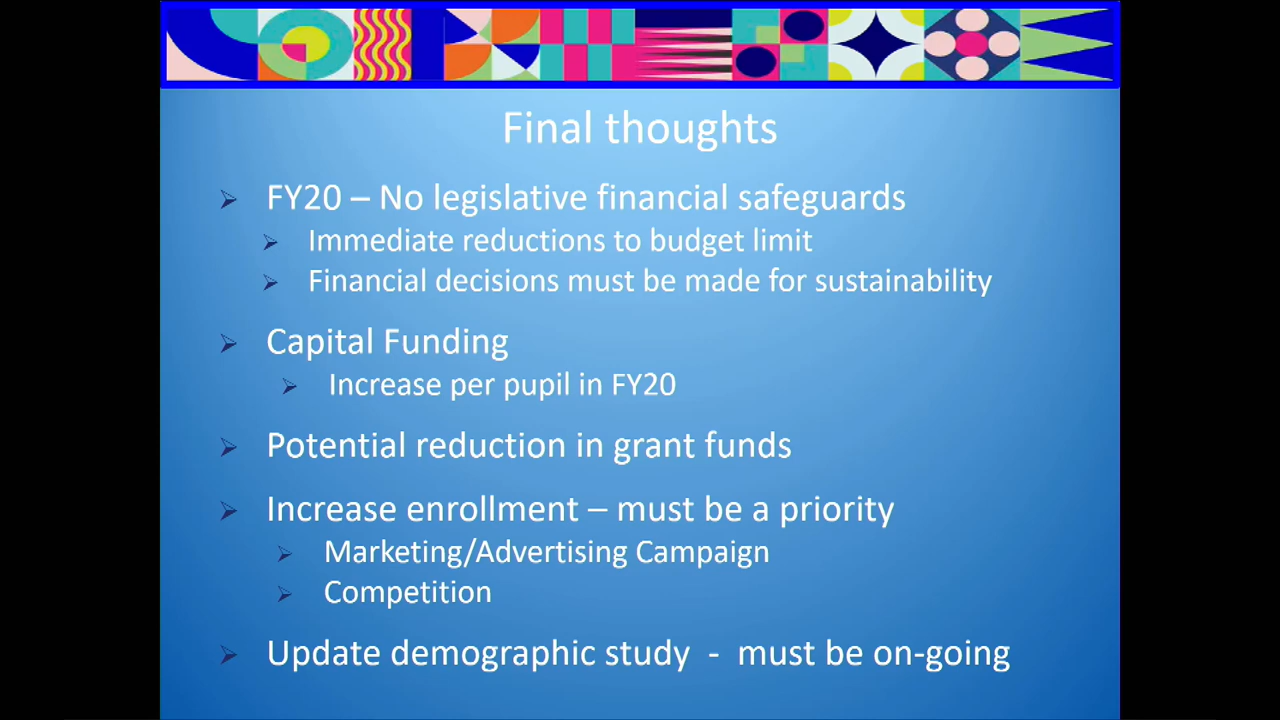 Final thoughts
FY20 – No legislative financial safeguards
Immediate reductions to budget limit
Financial decisions must be made for sustainability
Capital Funding
Increase per pupil in FY20
Potential reduction in grant funds
Increase enrollment – must be a priority
Marketing/Advertising Campaign
Competition
Update demographic study - must be on-going